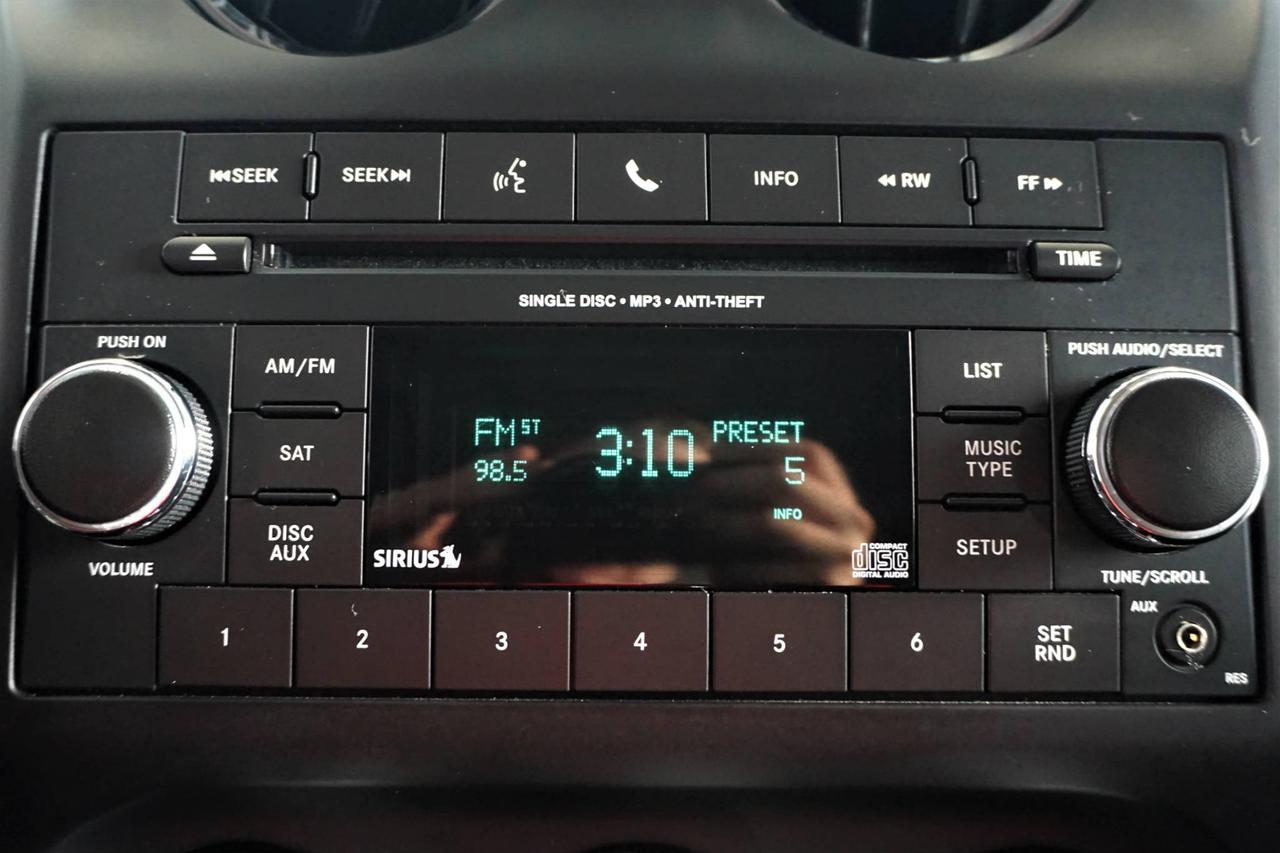 SEEK
SEEK
INFO
RW
FF
TIME
SINGLE DISC • MP3 • ANTI-THEFT
PUSH ON
VOLUME
AM/FM
SAT
DISC
AUX
FM ST
98.5
3:10
PRESET
5
INFO
SIRIUS
COMPACT
disc
DIGITAL AUDIO
LIST
MUSIC
TYPE
SETUP
PUSH AUDIO/SELECT
TUNE/SCROLL
1
2
3
4
5
6
SET
RND
AUX
RES